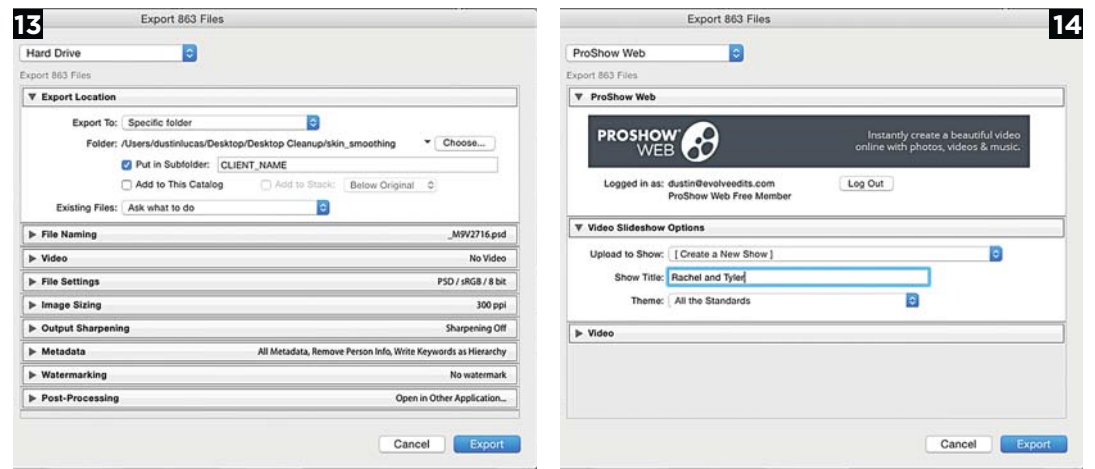 13
Export 863 Files
Hard Drive
Export 863 Files
▼ Export Location
Export To: Specific folder
Folder: /Users/dustinlucas/Desktop/Desktop Cleanup/skin_smoothing Choose...
Put in Subfolder: CLIENT_NAME
Add to This Catalog Add to Stack: Below Original
Existing Files: Ask what to do
▶ File Naming _M9V2716.psd
▶ Video No Video
▶ File Settings PSD / sRGB / 8 bit
▶ Image Sizing 300 ppi
▶ Output Sharpening Sharpening Off
▶ Metadata All Metadata, Remove Person Info, Write Keywords as Hierarchy
▶ Watermarking No watermark
▶ Post-Processing Open in Other Application...
Cancel Export
14
Export 863 Files
ProShow Web
Export 863 Files
▼ ProShow Web
PROSHOW
WEB
Instantly create a beautiful video
online with photos, videos & music.
Logged in as: dustin@evolveedits.com Log Out
ProShow Web Free Member
▼ Video Slideshow Options
Upload to Show: [ Create a New Show ]
Show Title: Rachel and Tyler
Theme: All the Standards
▶ Video
Cancel Export